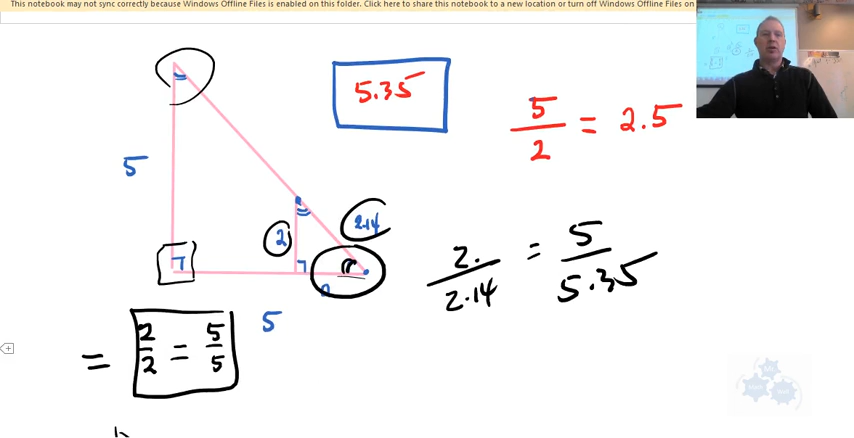 This notebook may not sync correctly because Windows Offline Files is enabled on this folder. Click here to share this notebook to a new location or turn off Windows Offline Files on
5.35
5/2 = 2.5
5
2
2.14
2./2.14 = 5/5.35
5
= 2/2 = 5/5